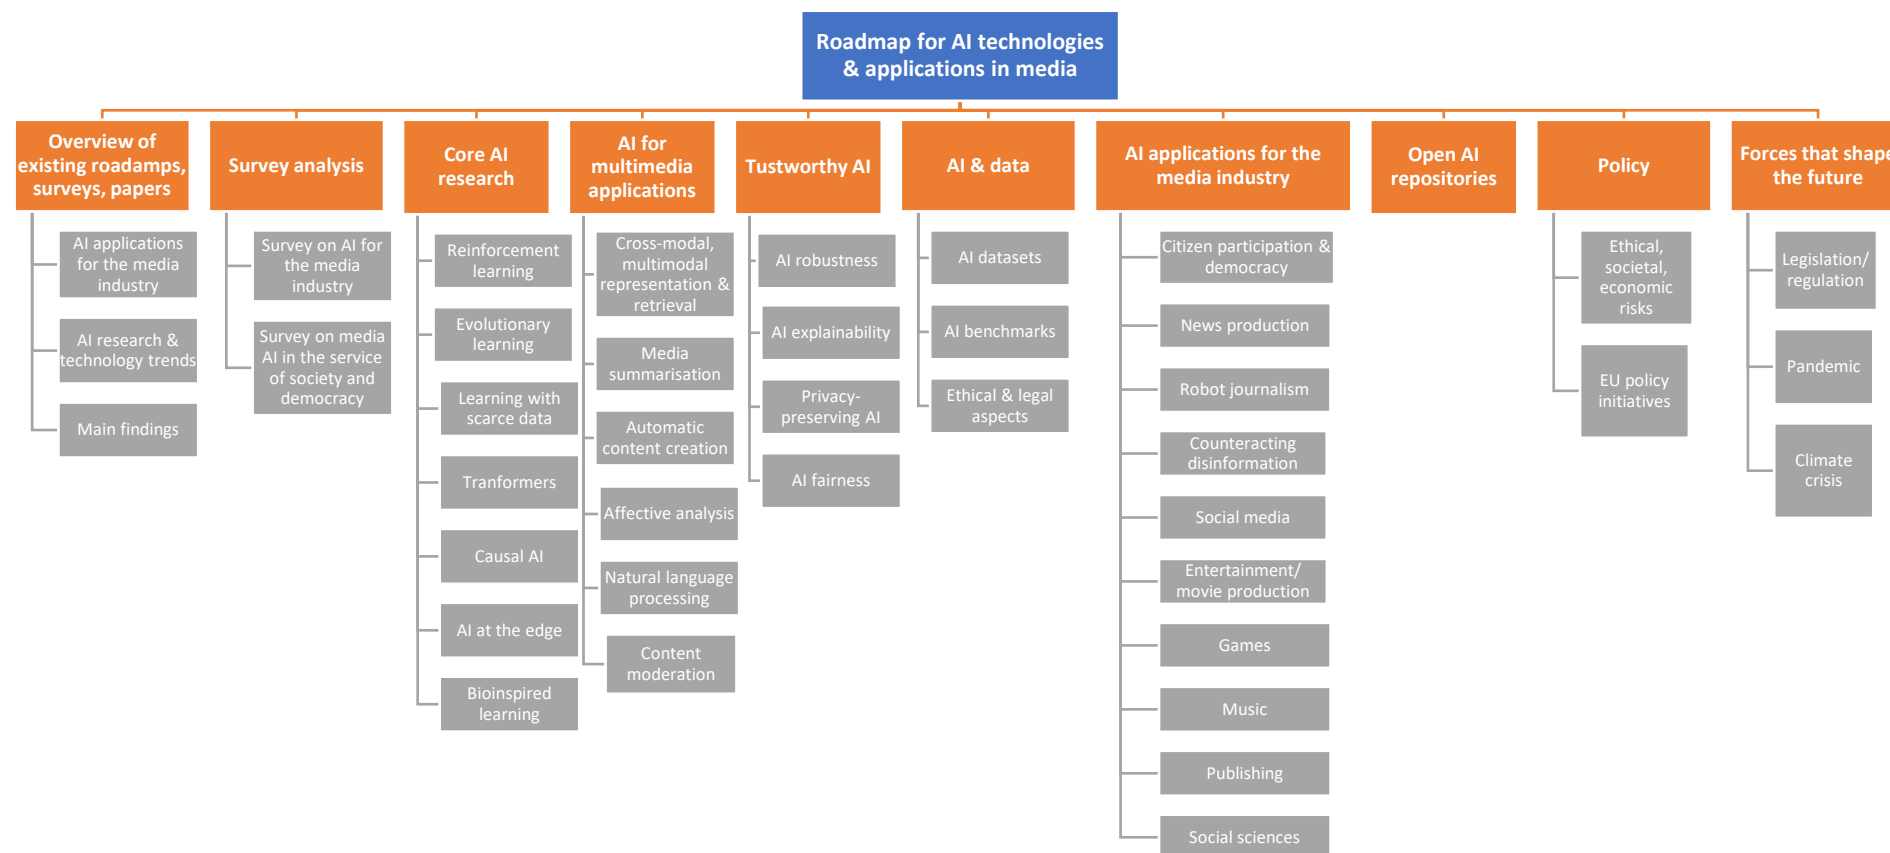 Roadmap for AI technologies
& applications in media
Overview of
existing roadamps,
surveys, papers
AI applications
for the media
industry
AI research &
technology trends
Main findings
Survey analysis
Survey on AI for
the media
industry
Survey on media
AI in the service
of society and
democracy
Core AI
research
Reinforcement
learning
Evolutionary
learning
Learning with
scarce data
Tranformers
Causal AI
AI at the edge
Bioinspired
learning
AI for
multimedia
applications
Cross-modal,
multimodal
representation &
retrieval
Media
summarisation
Automatic
content creation
Affective analysis
Natural language
processing
Content
moderation
Tustworthy AI
AI robustness
AI explainability
Privacy-
preserving AI
AI fairness
AI & data
AI datasets
AI benchmarks
Ethical & legal
aspects
AI applications for the
media industry
Citizen participation &
democracy
News production
Robot journalism
Counteracting
disinformation
Social media
Entertainment/
movie production
Games
Music
Publishing
Social sciences
Open AI
repositories
Policy
Ethical,
societal,
economic
risks
EU policy
initiatives
Forces that shape
the future
Legislation/
regulation
Pandemic
Climate
crisis